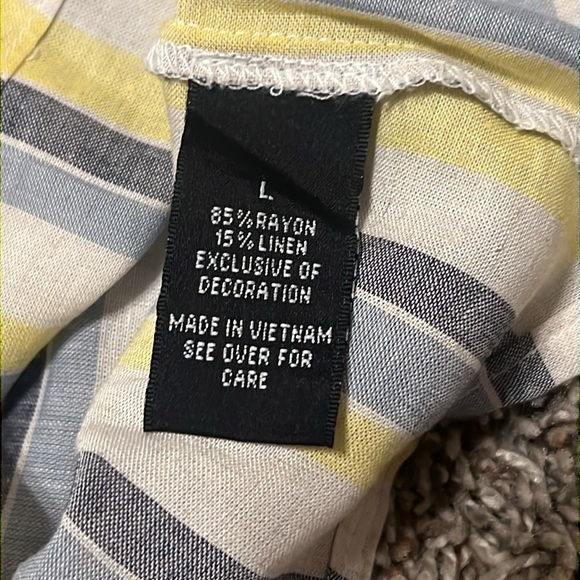 L
85%RAYON
15%LINEN
EXCLUSIVE OF
DECORATION
MADE IN VIETNAM
SEE OVER FOR
CARE